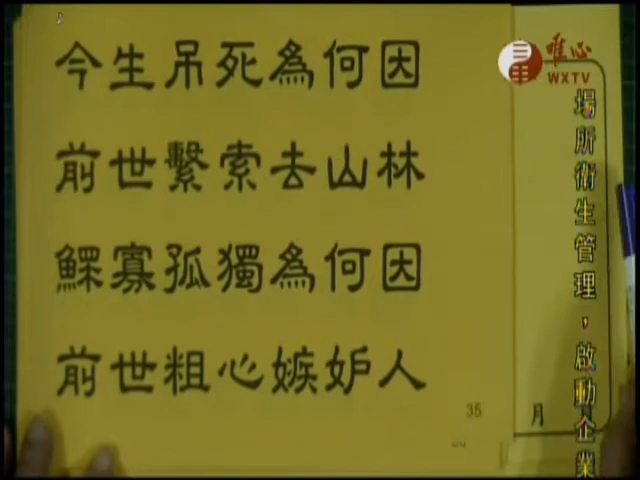 今生吊死為何因
前世繫索去山林
鰥寡孤獨為何因
前世粗心嫉妒人
35
月
唯心
WXTV
場所衛生管理，啟動企業